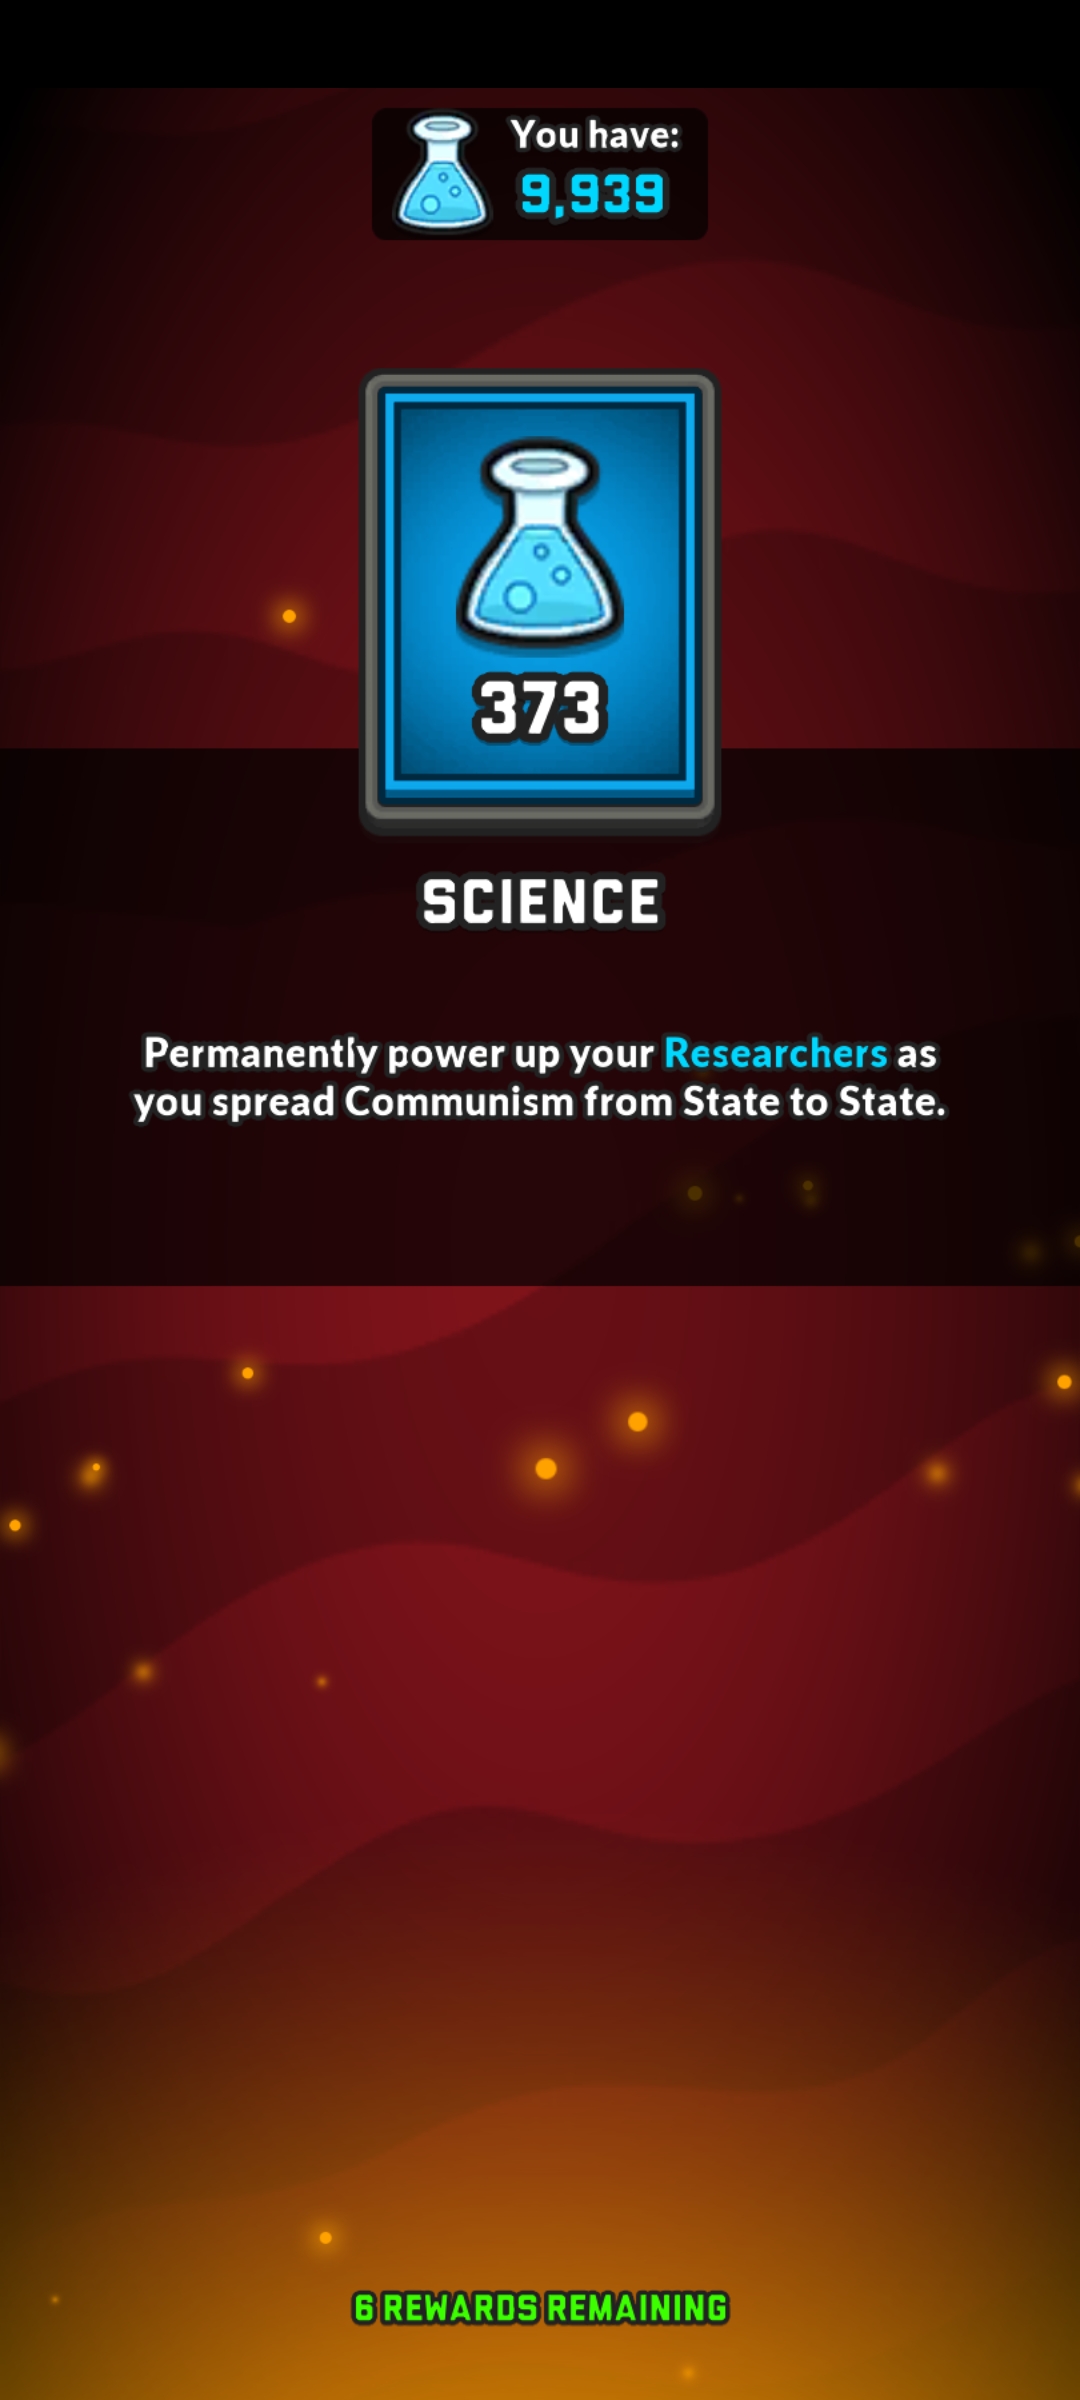 You have:
9,939
373
SCIENCE
Permanently power up your Researchers as
you spread Communism from State to State.
6 REWARDS REMAINING